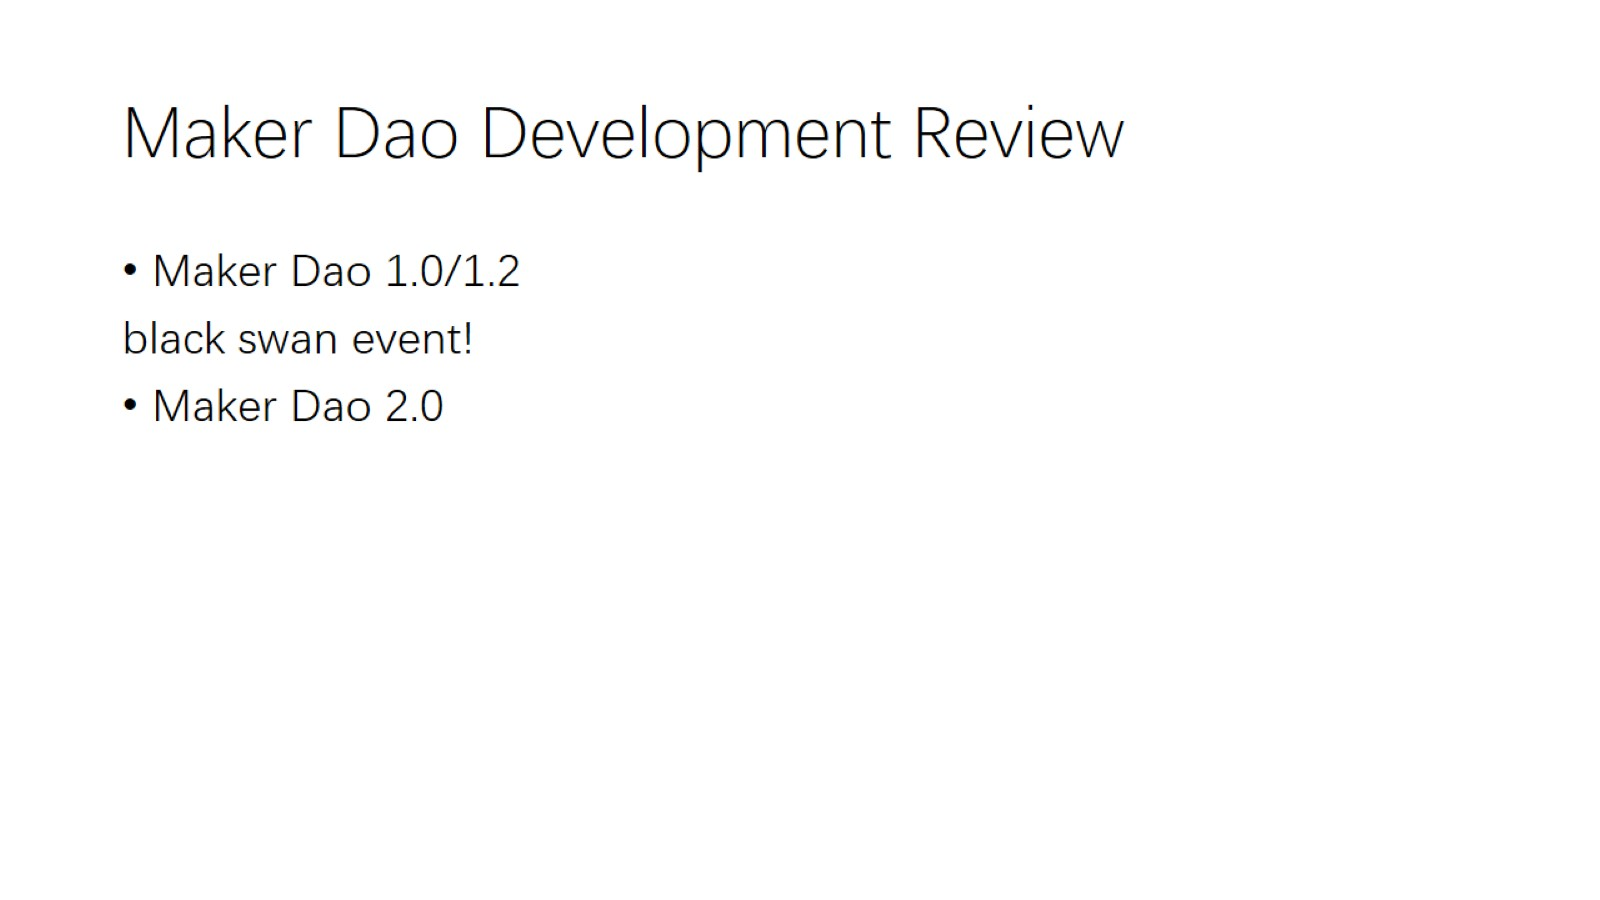 Maker Dao Development Review
• Maker Dao 1.0/1.2
black swan event!
• Maker Dao 2.0